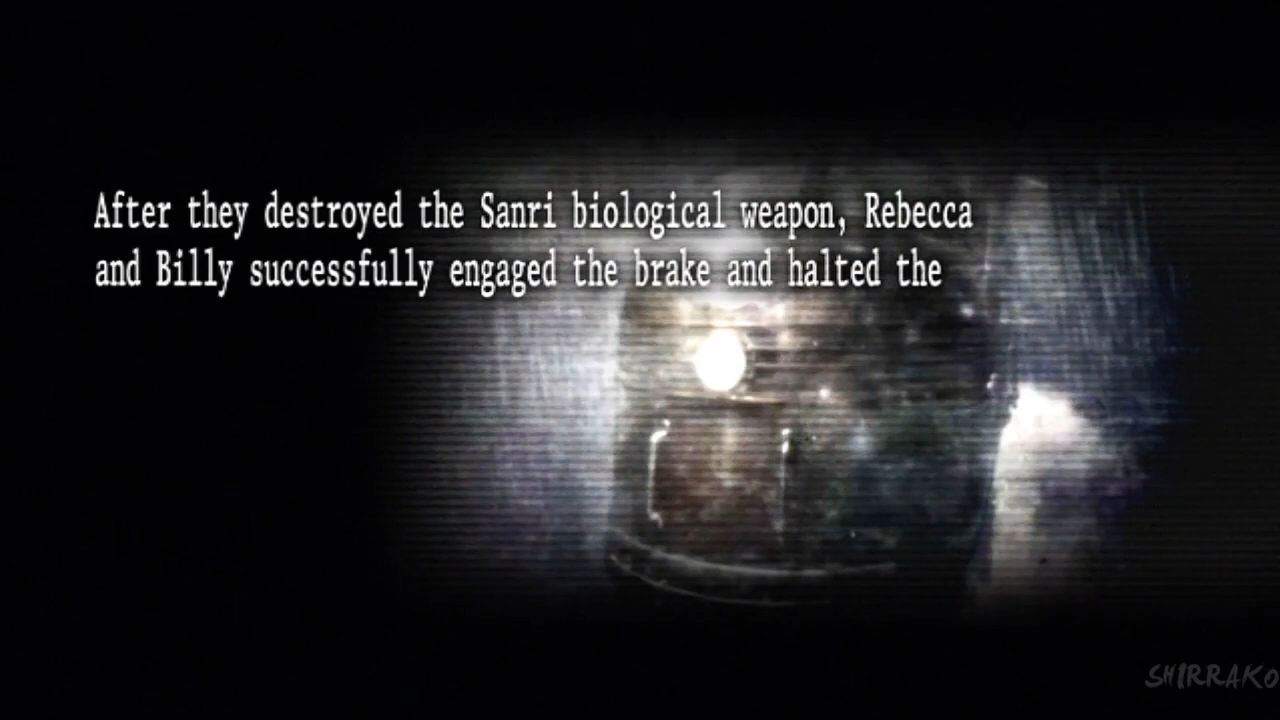 After they destroyed the Sanri biological weapon, Rebecca
and Billy successfully engaged the brake and halted the
SHIRRAKO